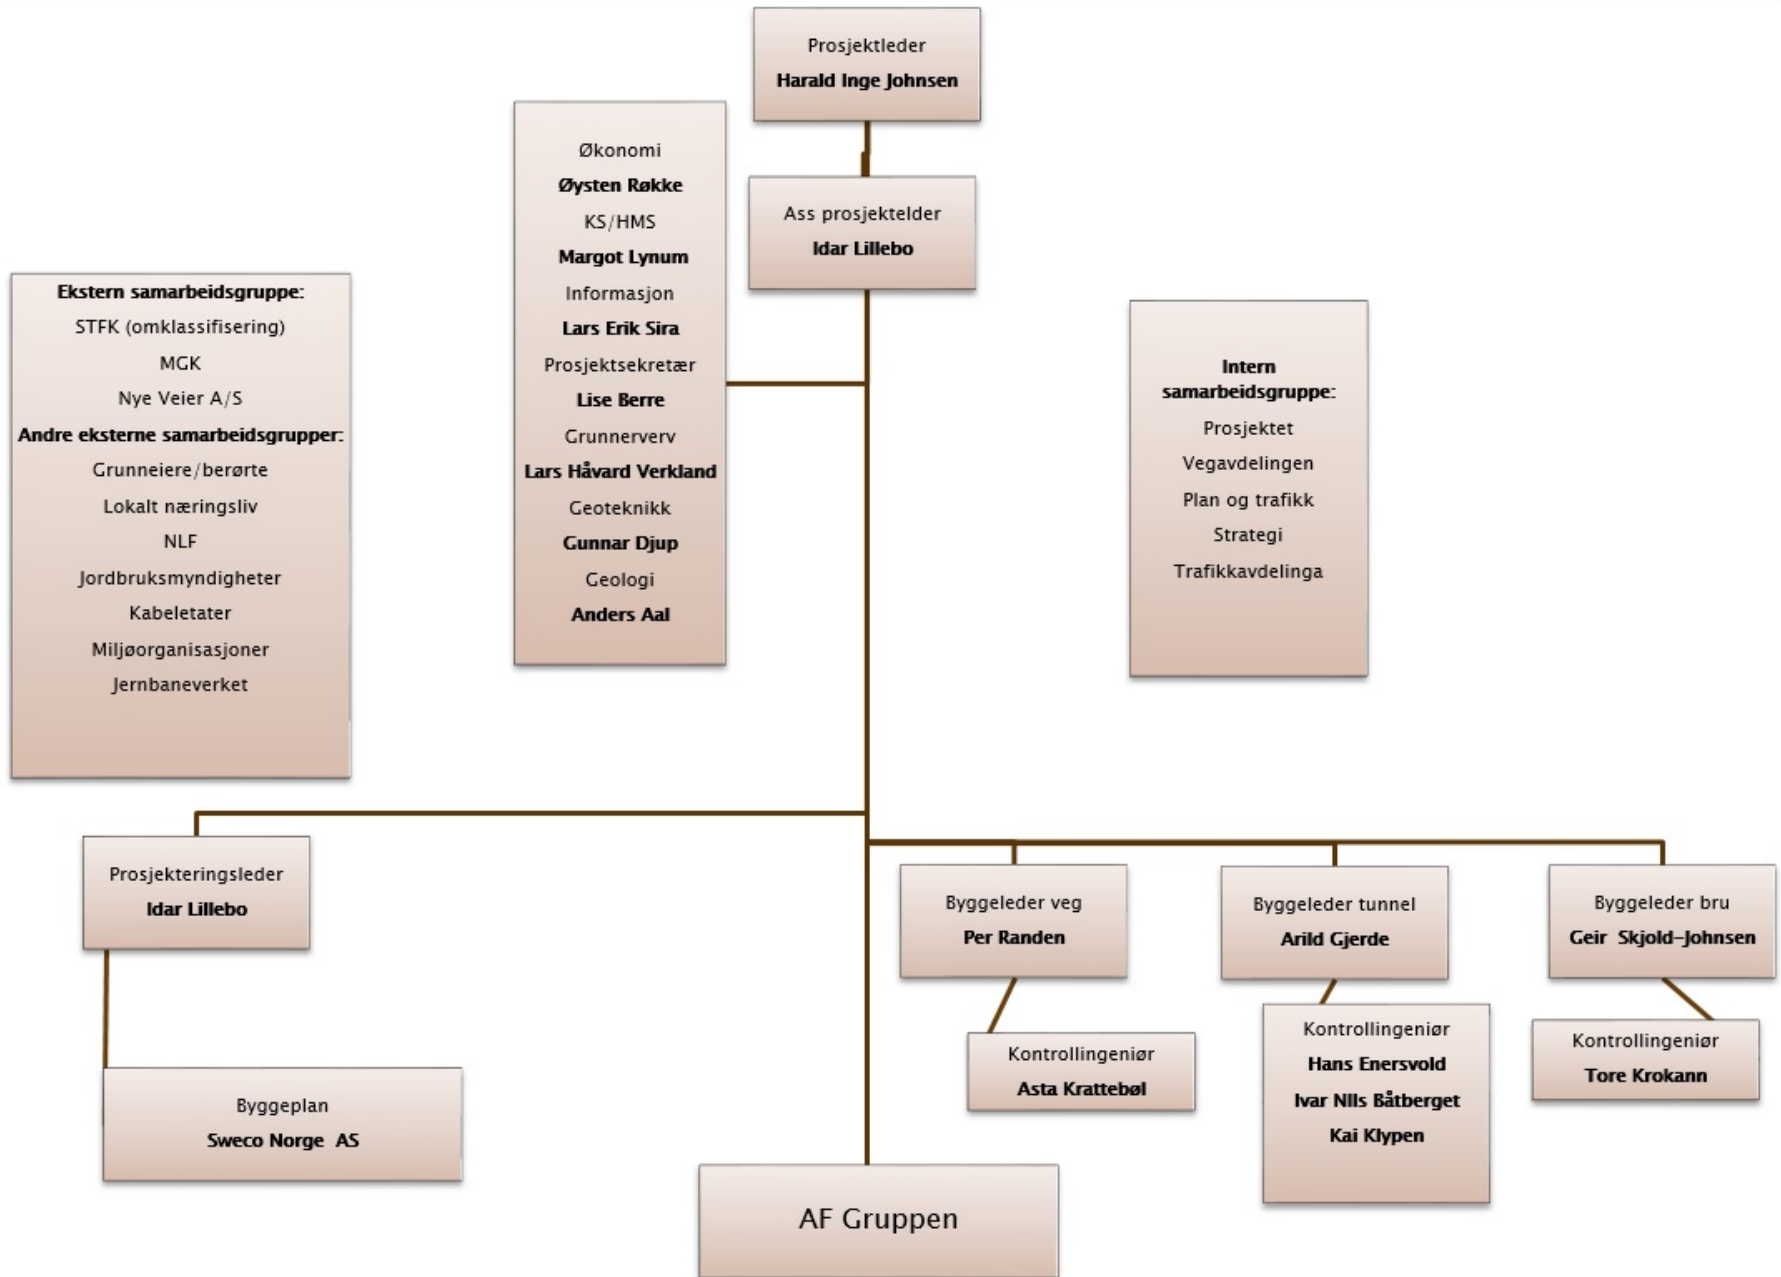 Prosjektleder
Harald Inge Johnsen
Ass prosjektelder
Idar Lillebo
Økonomi
Øysten Røkke
KS/HMS
Margot Lynum
Informasjon
Lars Erik Sira
Prosjektsekretær
Lise Berre
Grunnerverv
Lars Håvard Verkland
Geoteknikk
Gunnar Djup
Geologi
Anders Aal
Ekstern samarbeidsgruppe:
STFK (omklassifisering)
MGK
Nye Veier A/S
Andre eksterne samarbeidsgrupper:
Grunneiere/berørte
Lokalt næringsliv
NLF
Jordbruksmyndigheter
Kabeletater
Miljøorganisasjoner
Jernbaneverket
Intern
samarbeidsgruppe:
Prosjektet
Vegavdelingen
Plan og trafikk
Strategi
Trafikkavdelinga
Prosjekteringsleder
Idar Lillebo
Byggeplan
Sweco Norge AS
Byggeleder veg
Per Randen
Kontrollingeniør
Asta Krattebøl
Byggeleder tunnel
Arild Gjerde
Kontrollingeniør
Hans Enersvold
Ivar NIls Båtberget
Kai Klypen
Byggeleder bru
Geir Skjold-Johnsen
Kontrollingeniør
Tore Krokann
AF Gruppen